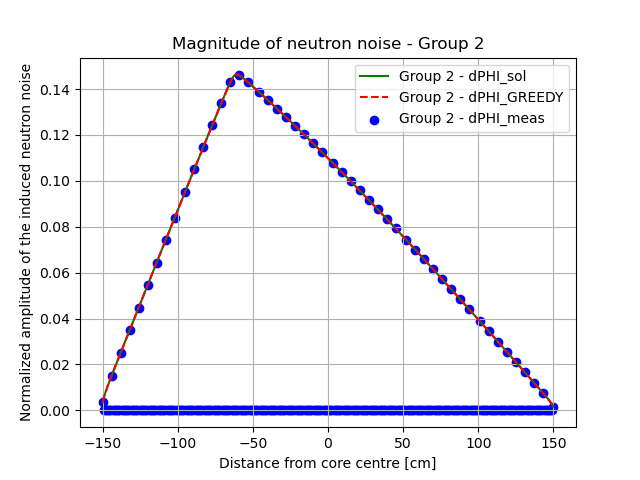 Magnitude of neutron noise - Group 2
Normalized amplitude of the induced neutron noise
0.14
0.12
0.10
0.08
0.06
0.04
0.02
0.00
Group 2 - dPHI_sol
Group 2 - dPHI_GREEDY
Group 2 - dPHI_meas
−150 −100 −50 0 50 100 150
Distance from core centre [cm]